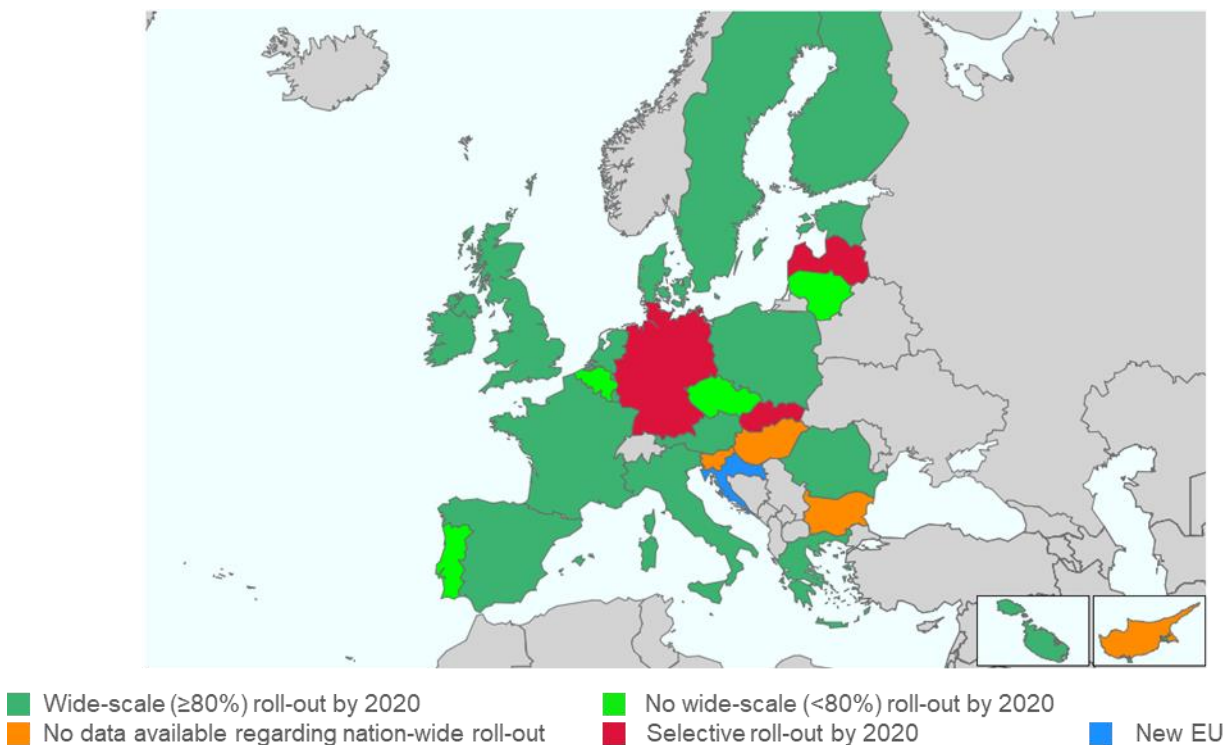 Wide-scale (≥80%) roll-out by 2020
No wide-scale (<80%) roll-out by 2020
No data available regarding nation-wide roll-out
Selective roll-out by 2020
New EU